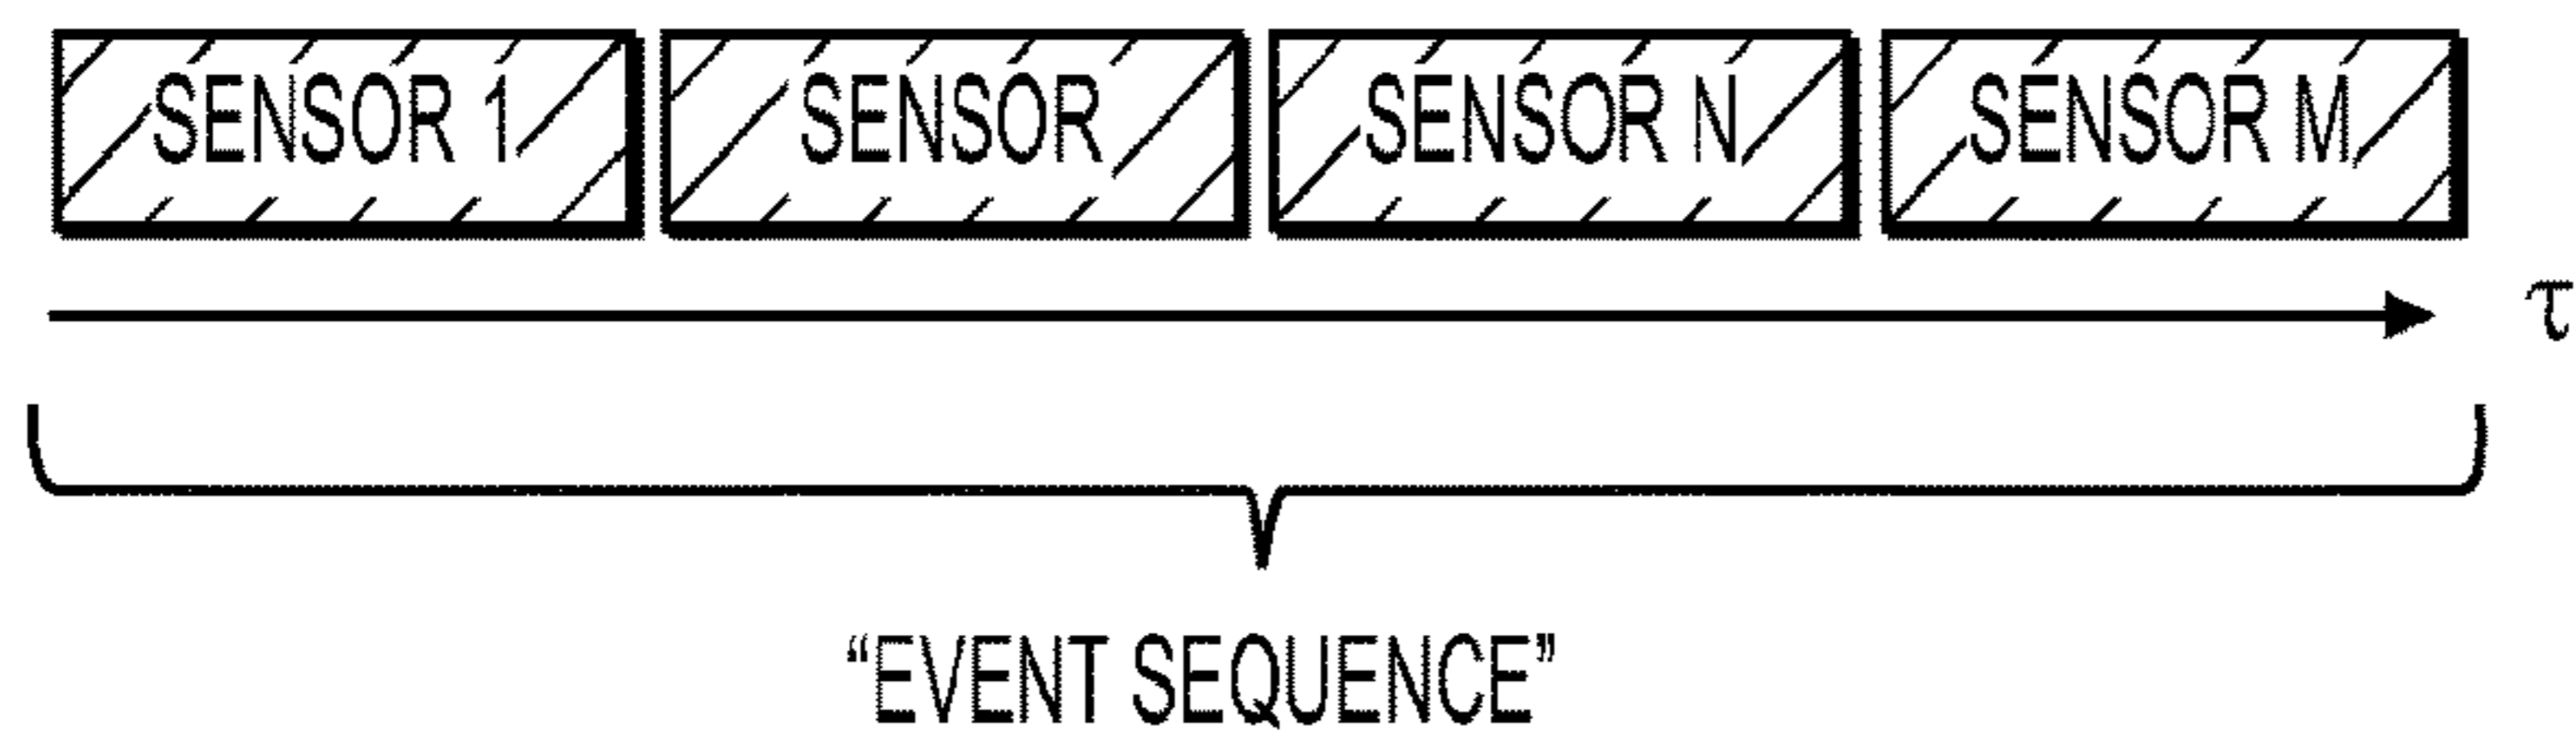 SENSOR 1 SENSOR SENSOR N SENSOR M
τ
“EVENT SEQUENCE”